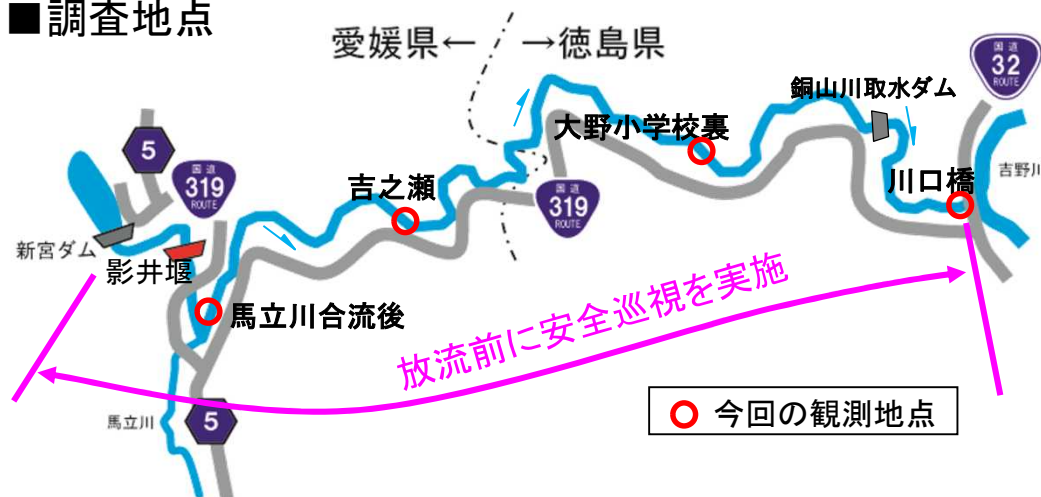 ■調査地点
愛媛県← →徳島県
国道
32
ROUTE
銅山川取水ダム
大野小学校裏
5
国道
319
ROUTE
吉之瀬
国道
319
ROUTE
川口橋
吉野川
新宮ダム
影井堰
馬立川合流後
放流前に安全巡視を実施
馬立川
5
今回の観測地点